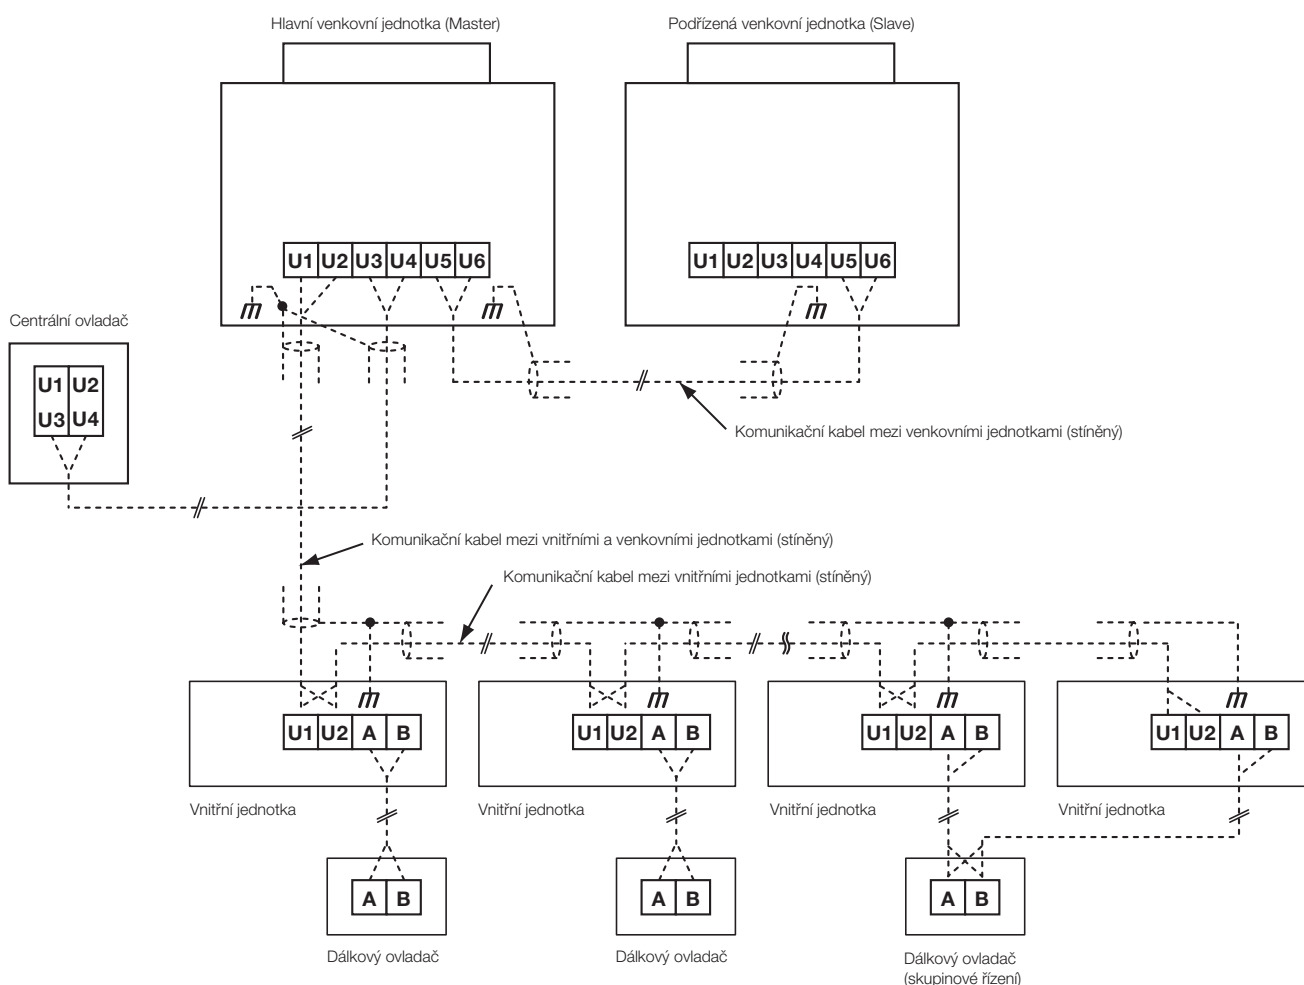 Hlavní venkovní jednotka (Master)
Podřízená venkovní jednotka (Slave)
U1 U2 U3 U4 U5 U6
U1 U2 U3 U4 U5 U6
Centrální ovladač
U1 U2
U3 U4
Komunikační kabel mezi venkovními jednotkami (stíněný)
Komunikační kabel mezi vnitřními a venkovními jednotkami (stíněný)
Komunikační kabel mezi vnitřními jednotkami (stíněný)
U1 U2 A B
U1 U2 A B
U1 U2 A B
U1 U2 A B
Vnitřní jednotka
Vnitřní jednotka
Vnitřní jednotka
Vnitřní jednotka
A B
A B
A B
Dálkový ovladač
Dálkový ovladač
Dálkový ovladač
(skupinové řízení)